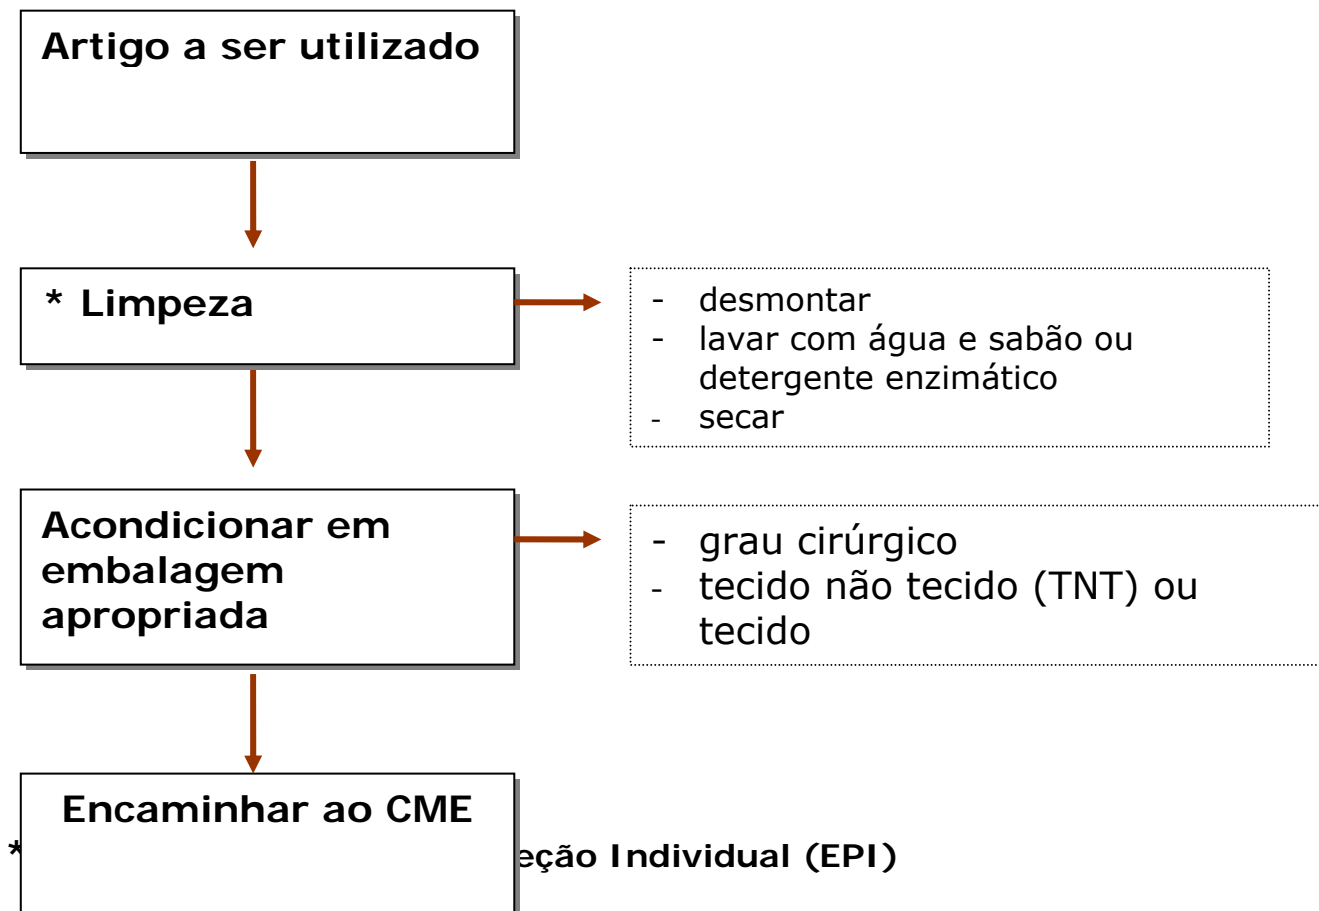 Artigo a ser utilizado
* Limpeza
- desmontar
- lavar com água e sabão ou
detergente enzimático
- secar
Acondicionar em
embalagem
apropriada
- grau cirúrgico
- tecido não tecido (TNT) ou
tecido
Encaminhar ao CME
* eção Individual (EPI)